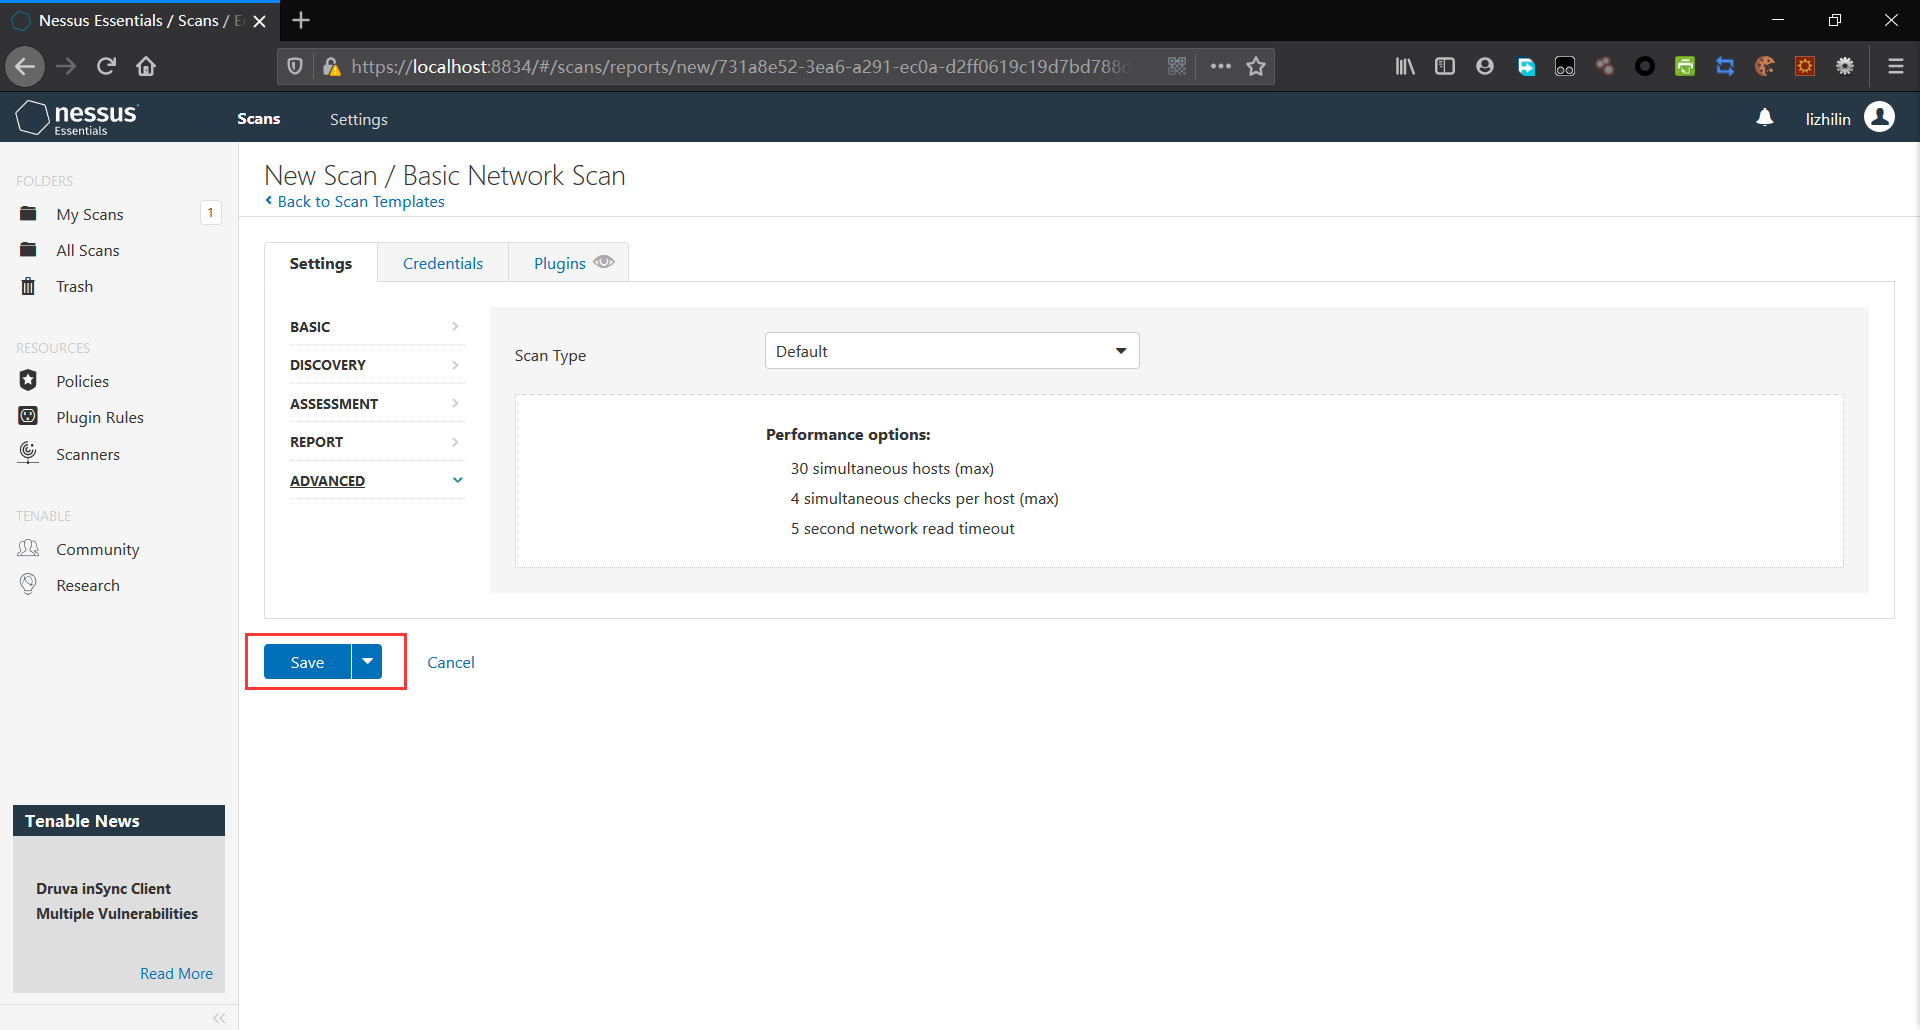 Nessus Essentials / Scans / E
https://localhost:8834/#/scans/reports/new/731a8e52-3ea6-a291-ec0a-d2ff0619c19d7bd788d
nessus
Essentials
Scans
Settings
lizhilin
FOLDERS
My Scans
1
All Scans
Trash
RESOURCES
Policies
Plugin Rules
Scanners
TENABLE
Community
Research
Tenable News
Druva inSync Client
Multiple Vulnerabilities
Read More
New Scan / Basic Network Scan
Back to Scan Templates
Settings
Credentials
Plugins
BASIC
DISCOVERY
ASSESSMENT
REPORT
ADVANCED
Scan Type
Default
Performance options:
30 simultaneous hosts (max)
4 simultaneous checks per host (max)
5 second network read timeout
Save
Cancel